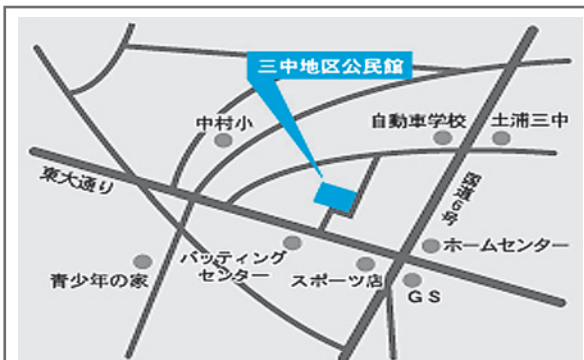 三中地区公民館
中村小
自動車学校
土浦三中
東大通り
国道6号
ホームセンター
バッティング
センター
スポーツ店
青少年の家
GS